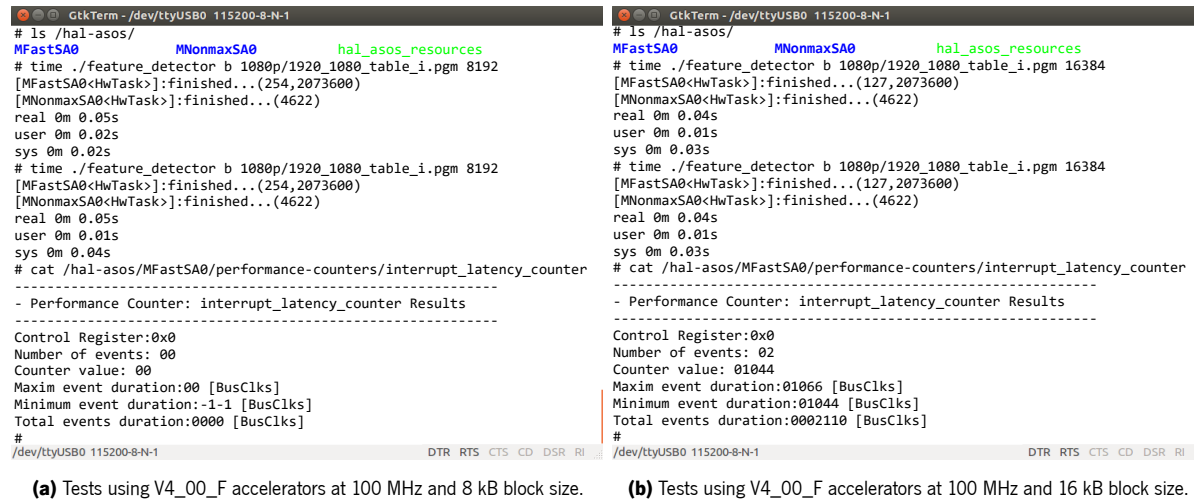 GtkTerm - /dev/ttyUSB0 115200-8-N-1
# ls /hal-asos/
MFastSA0 MNonmaxSA0 hal_asos_resources
# time ./feature_detector b 1080p/1920_1080_table_i.pgm 8192
[MFastSA0<HwTask>]:finished...(254,2073600)
[MNonmaxSA0<HwTask>]:finished...(4622)
real 0m 0.05s
user 0m 0.02s
sys 0m 0.02s
# time ./feature_detector b 1080p/1920_1080_table_i.pgm 8192
[MFastSA0<HwTask>]:finished...(254,2073600)
[MNonmaxSA0<HwTask>]:finished...(4622)
real 0m 0.05s
user 0m 0.01s
sys 0m 0.04s
# cat /hal-asos/MFastSA0/performance-counters/interrupt_latency_counter
------------------------------------------------------------
- Performance Counter: interrupt_latency_counter Results
------------------------------------------------------------
Control Register:0x0
Number of events: 00
Counter value: 00
Maxim event duration:00 [BusClks]
Minimum event duration:-1-1 [BusClks]
Total events duration:0000 [BusClks]
#
/dev/ttyUSB0 115200-8-N-1 DTR RTS CTS CD DSR RI
(a) Tests using V4_00_F accelerators at 100 MHz and 8 kB block size.
GtkTerm - /dev/ttyUSB0 115200-8-N-1
# ls /hal-asos/
MFastSA0 MNonmaxSA0 hal_asos_resources
# time ./feature_detector b 1080p/1920_1080_table_i.pgm 16384
[MFastSA0<HwTask>]:finished...(127,2073600)
[MNonmaxSA0<HwTask>]:finished...(4622)
real 0m 0.04s
user 0m 0.01s
sys 0m 0.03s
# time ./feature_detector b 1080p/1920_1080_table_i.pgm 16384
[MFastSA0<HwTask>]:finished...(127,2073600)
[MNonmaxSA0<HwTask>]:finished...(4622)
real 0m 0.04s
user 0m 0.01s
sys 0m 0.03s
# cat /hal-asos/MFastSA0/performance-counters/interrupt_latency_counter
------------------------------------------------------------
- Performance Counter: interrupt_latency_counter Results
------------------------------------------------------------
Control Register:0x0
Number of events: 02
Counter value: 01044
Maxim event duration:01066 [BusClks]
Minimum event duration:01044 [BusClks]
Total events duration:0002110 [BusClks]
#
/dev/ttyUSB0 115200-8-N-1 DTR RTS CTS CD DSR RI
(b) Tests using V4_00_F accelerators at 100 MHz and 16 kB block size.